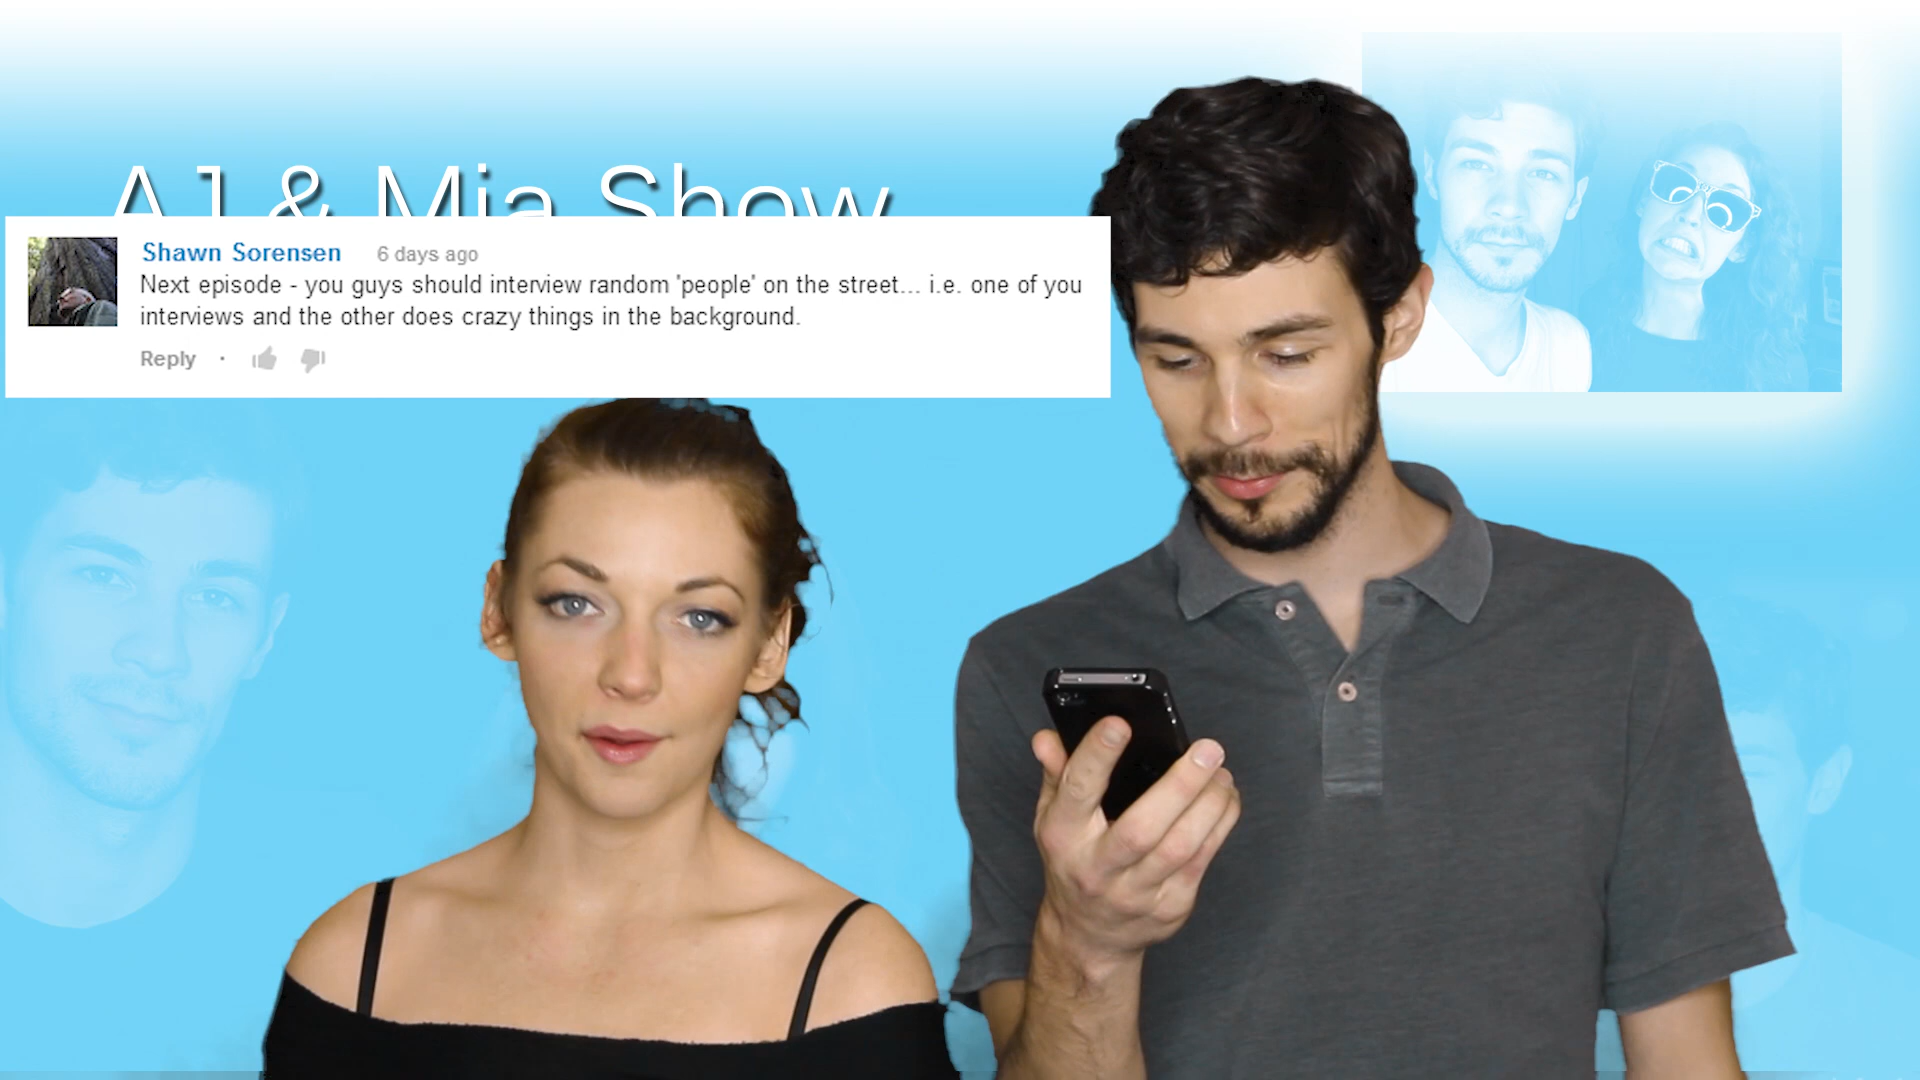 AJ & Mia Show
Shawn Sorensen 6 days ago
Next episode - you guys should interview random 'people' on the street... i.e. one of you
interviews and the other does crazy things in the background.
Reply ·